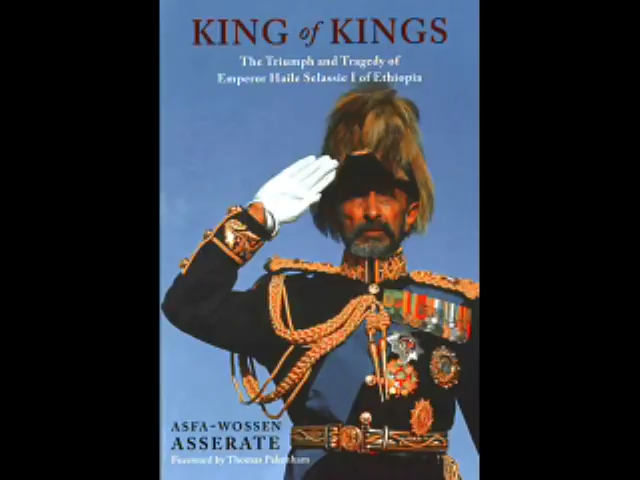 KING of KINGS
The Triumph and Tragedy of
Emperor Haile Selassie I of Ethiopia
ASFA-WOSSEN
ASSERATE
Foreword by Thomas Pakenham